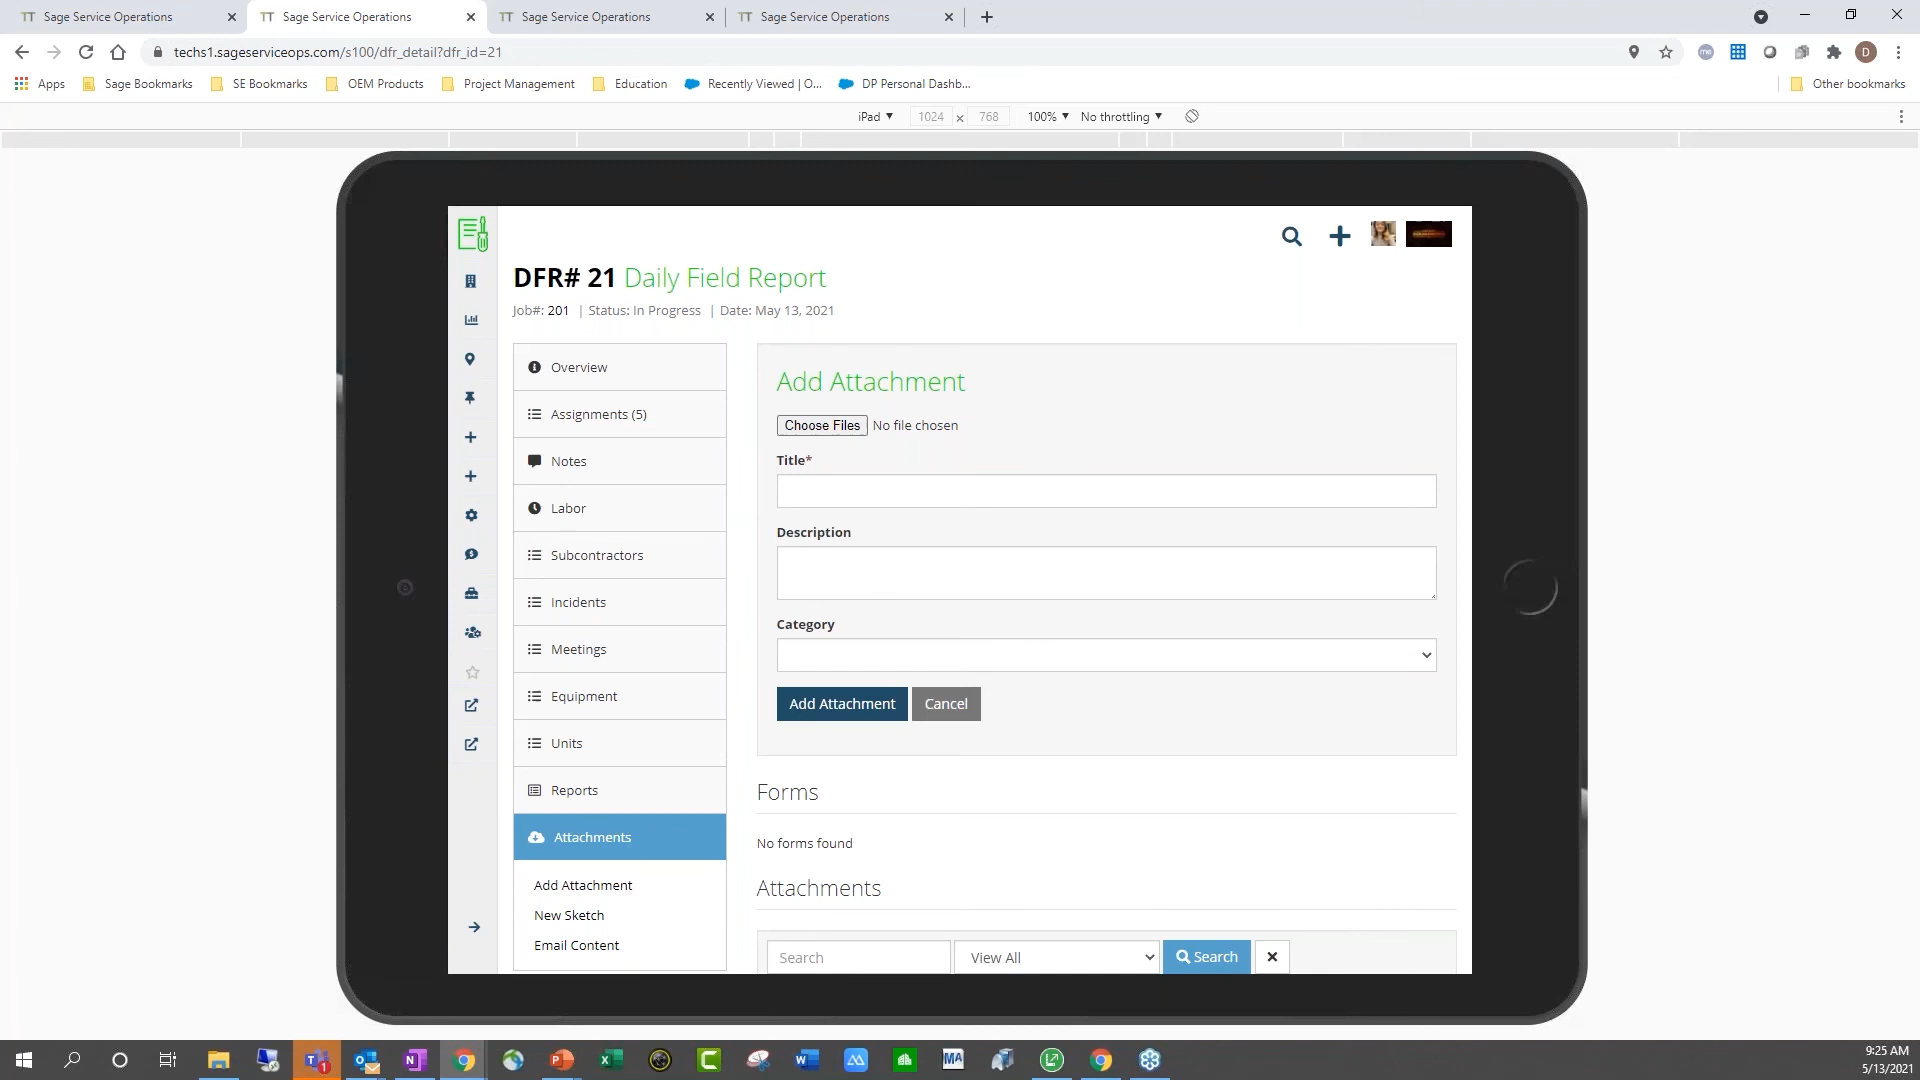 Sage Service Operations
Sage Service Operations
Sage Service Operations
Sage Service Operations
techs1.sageserviceops.com/s100/dfr_detail?dfr_id=21
D
Apps
Sage Bookmarks
SE Bookmarks
OEM Products
Project Management
Education
Recently Viewed | O...
DP Personal Dashb...
Other bookmarks
iPad
1024 x 768
100%
No throttling
DFR# 21 Daily Field Report
Job#: 201 | Status: In Progress | Date: May 13, 2021
Overview
Assignments (5)
Notes
Labor
Subcontractors
Incidents
Meetings
Equipment
Units
Reports
Attachments
Add Attachment
New Sketch
Email Content
Add Attachment
Choose Files No file chosen
Title*
Description
Category
Add Attachment Cancel
Forms
No forms found
Attachments
Search View All Search
9:25 AM
5/13/2021